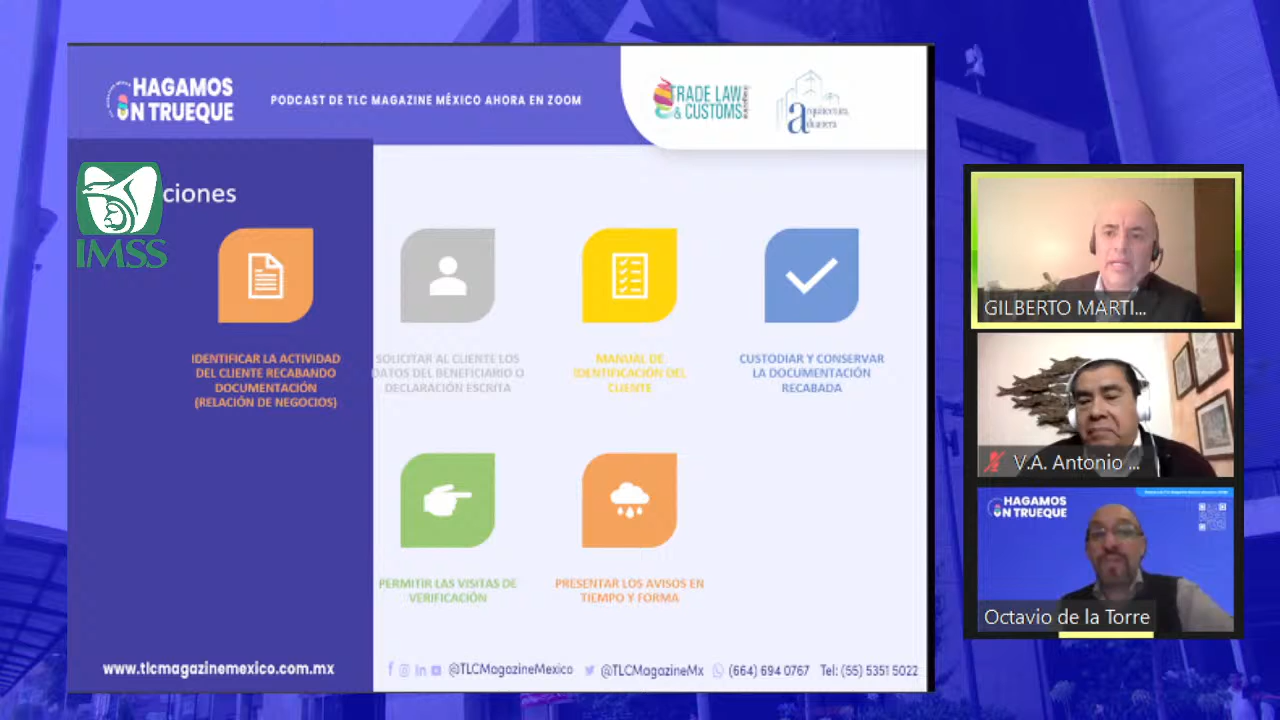 HAGAMOS
UN TRUEQUE
PODCAST DE TLC MAGAZINE MÉXICO AHORA EN ZOOM
TRADE LAW
& CUSTOMS
arquitectura
aduanera
ciones
IMSS
IDENTIFICAR LA ACTIVIDAD
DEL CLIENTE RECABANDO
DOCUMENTACIÓN
(RELACIÓN DE NEGOCIOS)
SOLICITAR AL CLIENTE LOS
DATOS DEL BENEFICIARIO O
DECLARACIÓN ESCRITA
MANUAL DE
IDENTIFICACIÓN DEL
CLIENTE
CUSTODIAR Y CONSERVAR
LA DOCUMENTACIÓN
RECABADA
PERMITIR LAS VISITAS DE
VERIFICACIÓN
PRESENTAR LOS AVISOS EN
TIEMPO Y FORMA
www.tlcmagazinemexico.com.mx
@TLCMagazineMexico
@TLCMagazineMx
(664) 694 0767
Tel: (55) 5351 5022
GILBERTO MARTI...
V.A. Antonio ...
HAGAMOS
UN TRUEQUE
Octavio de la Torre